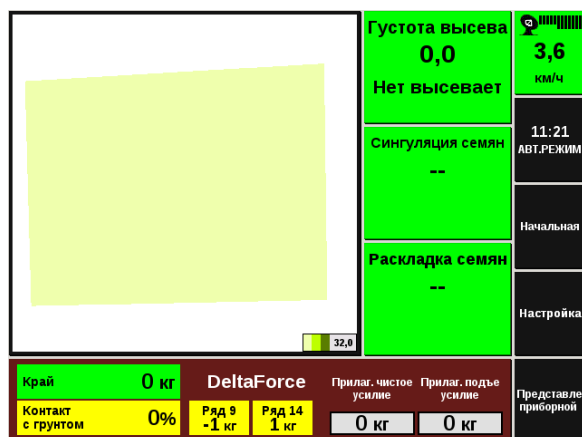 Густота высева
0,0
Нет высевает
3,6
км/ч
Сингуляция семян
--
11:21
АВТ.РЕЖИМ
Начальная
Раскладка семян
--
Настройка
32,0
Край 0 кг
Контакт
с грунтом 0%
DeltaForce
Ряд 9
-1 кг
Ряд 14
1 кг
Прилаг. чистое
усилие
0 кг
Прилаг. подъе
усилие
0 кг
Представле
приборной